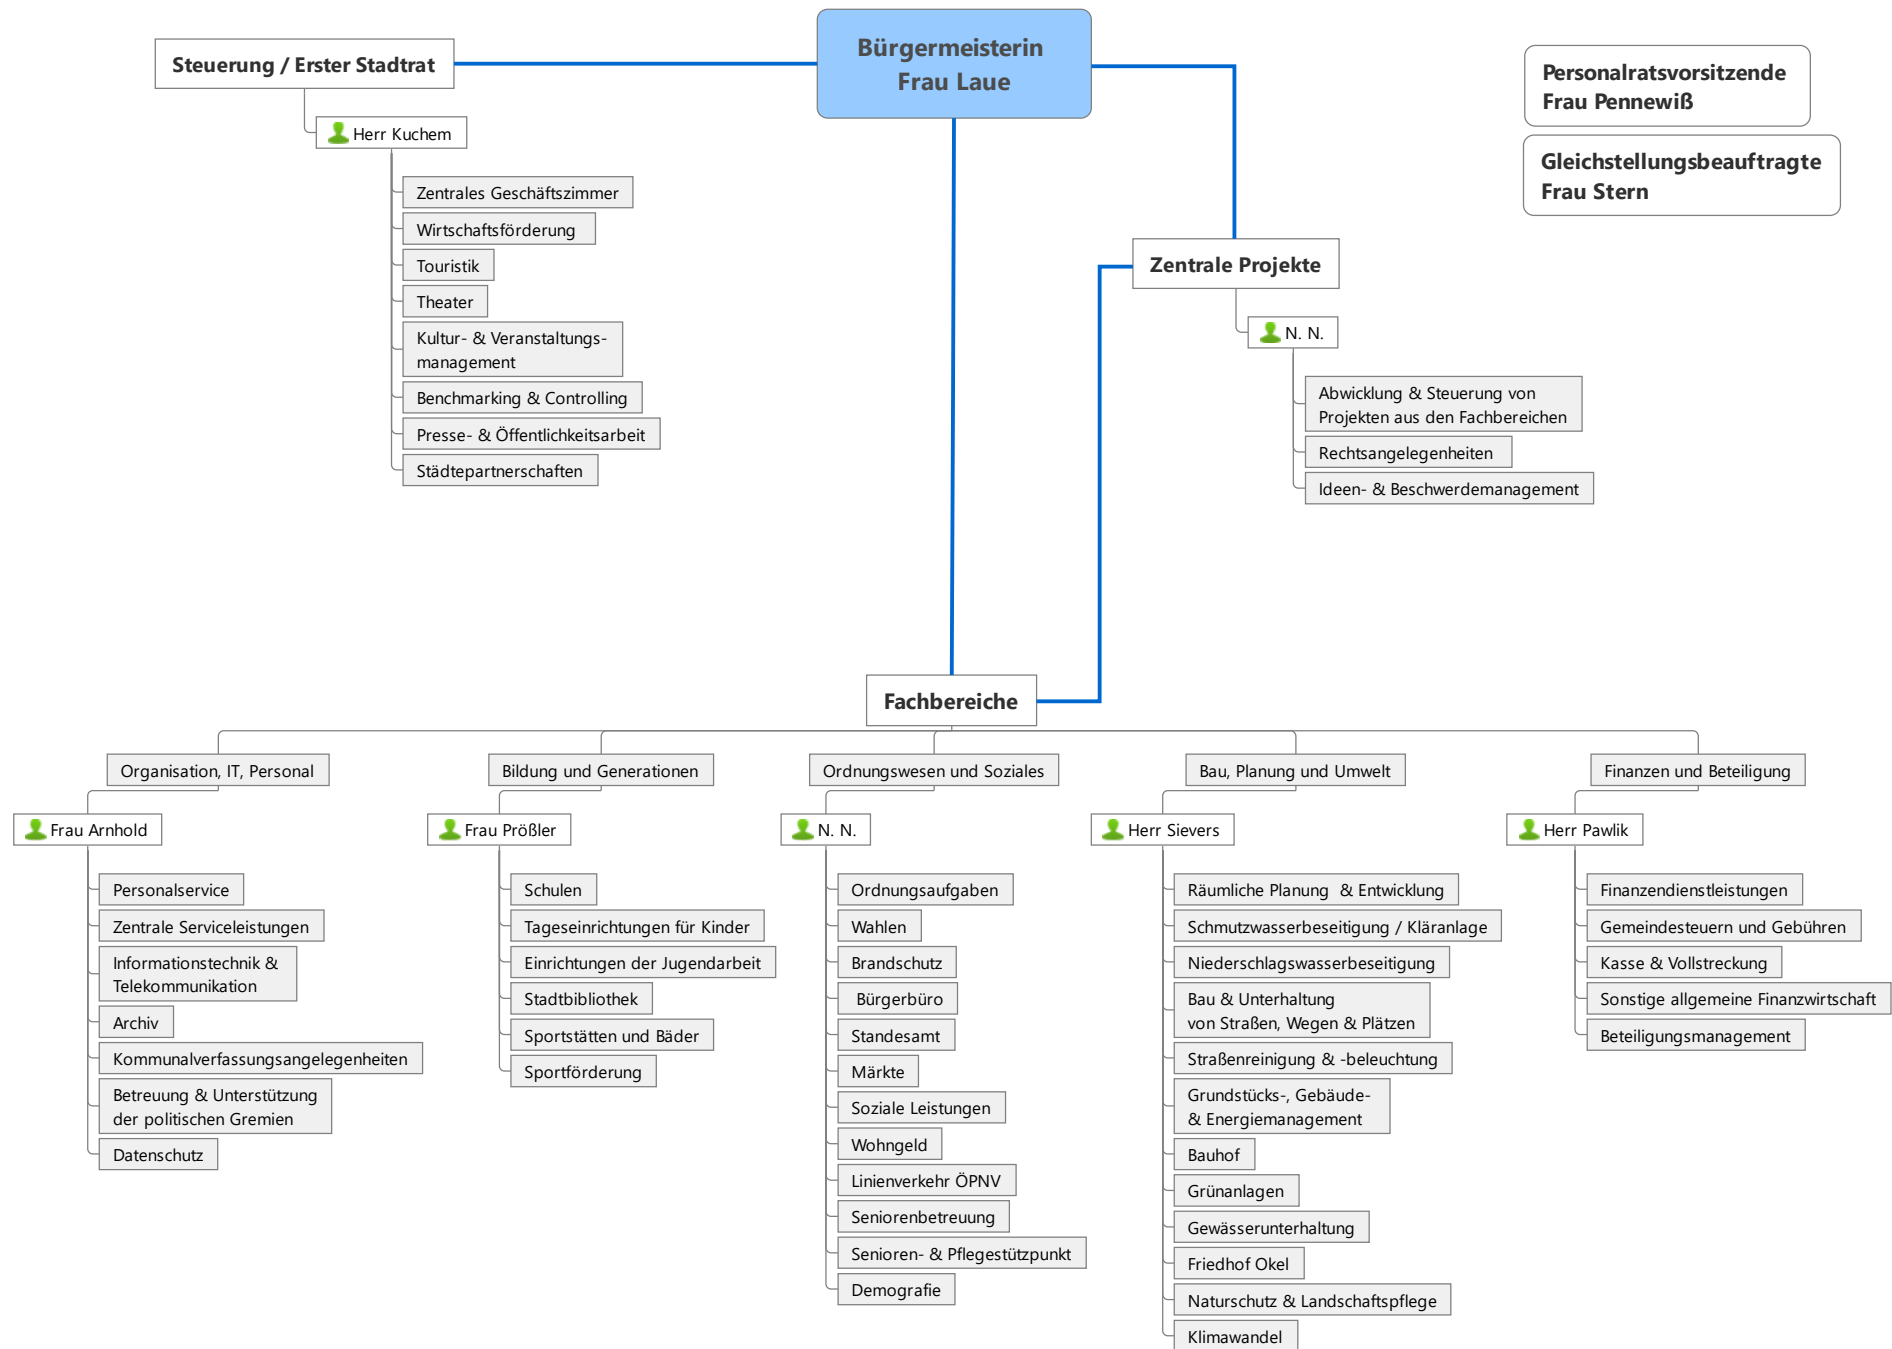 Bürgermeisterin
Frau Laue
Steuerung / Erster Stadtrat
Herr Kuchem
Zentrales Geschäftszimmer
Wirtschaftsförderung
Touristik
Theater
Kultur- & Veranstaltungs-
management
Benchmarking & Controlling
Presse- & Öffentlichkeitsarbeit
Städtepartnerschaften
Personalratsvorsitzende
Frau Pennewiß
Gleichstellungsbeauftragte
Frau Stern
Zentrale Projekte
N. N.
Abwicklung & Steuerung von
Projekten aus den Fachbereichen
Rechtsangelegenheiten
Ideen- & Beschwerdemanagement
Fachbereiche
Organisation, IT, Personal
Frau Arnhold
Personalservice
Zentrale Serviceleistungen
Informationstechnik &
Telekommunikation
Archiv
Kommunalverfassungsangelegenheiten
Betreuung & Unterstützung
der politischen Gremien
Datenschutz
Bildung und Generationen
Frau Prößler
Schulen
Tageseinrichtungen für Kinder
Einrichtungen der Jugendarbeit
Stadtbibliothek
Sportstätten und Bäder
Sportförderung
Ordnungswesen und Soziales
N. N.
Ordnungsaufgaben
Wahlen
Brandschutz
Bürgerbüro
Standesamt
Märkte
Soziale Leistungen
Wohngeld
Linienverkehr ÖPNV
Seniorenbetreuung
Senioren- & Pflegestützpunkt
Demografie
Bau, Planung und Umwelt
Herr Sievers
Räumliche Planung  & Entwicklung
Schmutzwasserbeseitigung / Kläranlage
Niederschlagswasserbeseitigung
Bau & Unterhaltung
von Straßen, Wegen & Plätzen
Straßenreinigung & -beleuchtung
Grundstücks-, Gebäude-
& Energiemanagement
Bauhof
Grünanlagen
Gewässerunterhaltung
Friedhof Okel
Naturschutz & Landschaftspflege
Klimawandel
Finanzen und Beteiligung
Herr Pawlik
Finanzendienstleistungen
Gemeindesteuern und Gebühren
Kasse & Vollstreckung
Sonstige allgemeine Finanzwirtschaft
Beteiligungsmanagement